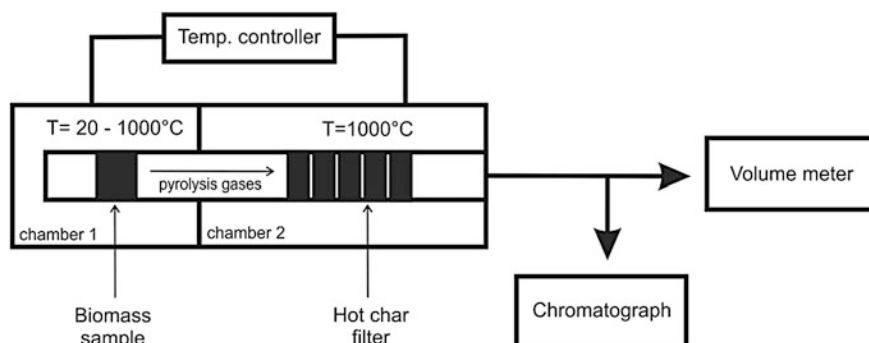 Temp. controller
T= 20 - 1000°C
T=1000°C
pyrolysis gases
Volume meter
chamber 1
chamber 2
Biomass
sample
Hot char
filter
Chromatograph